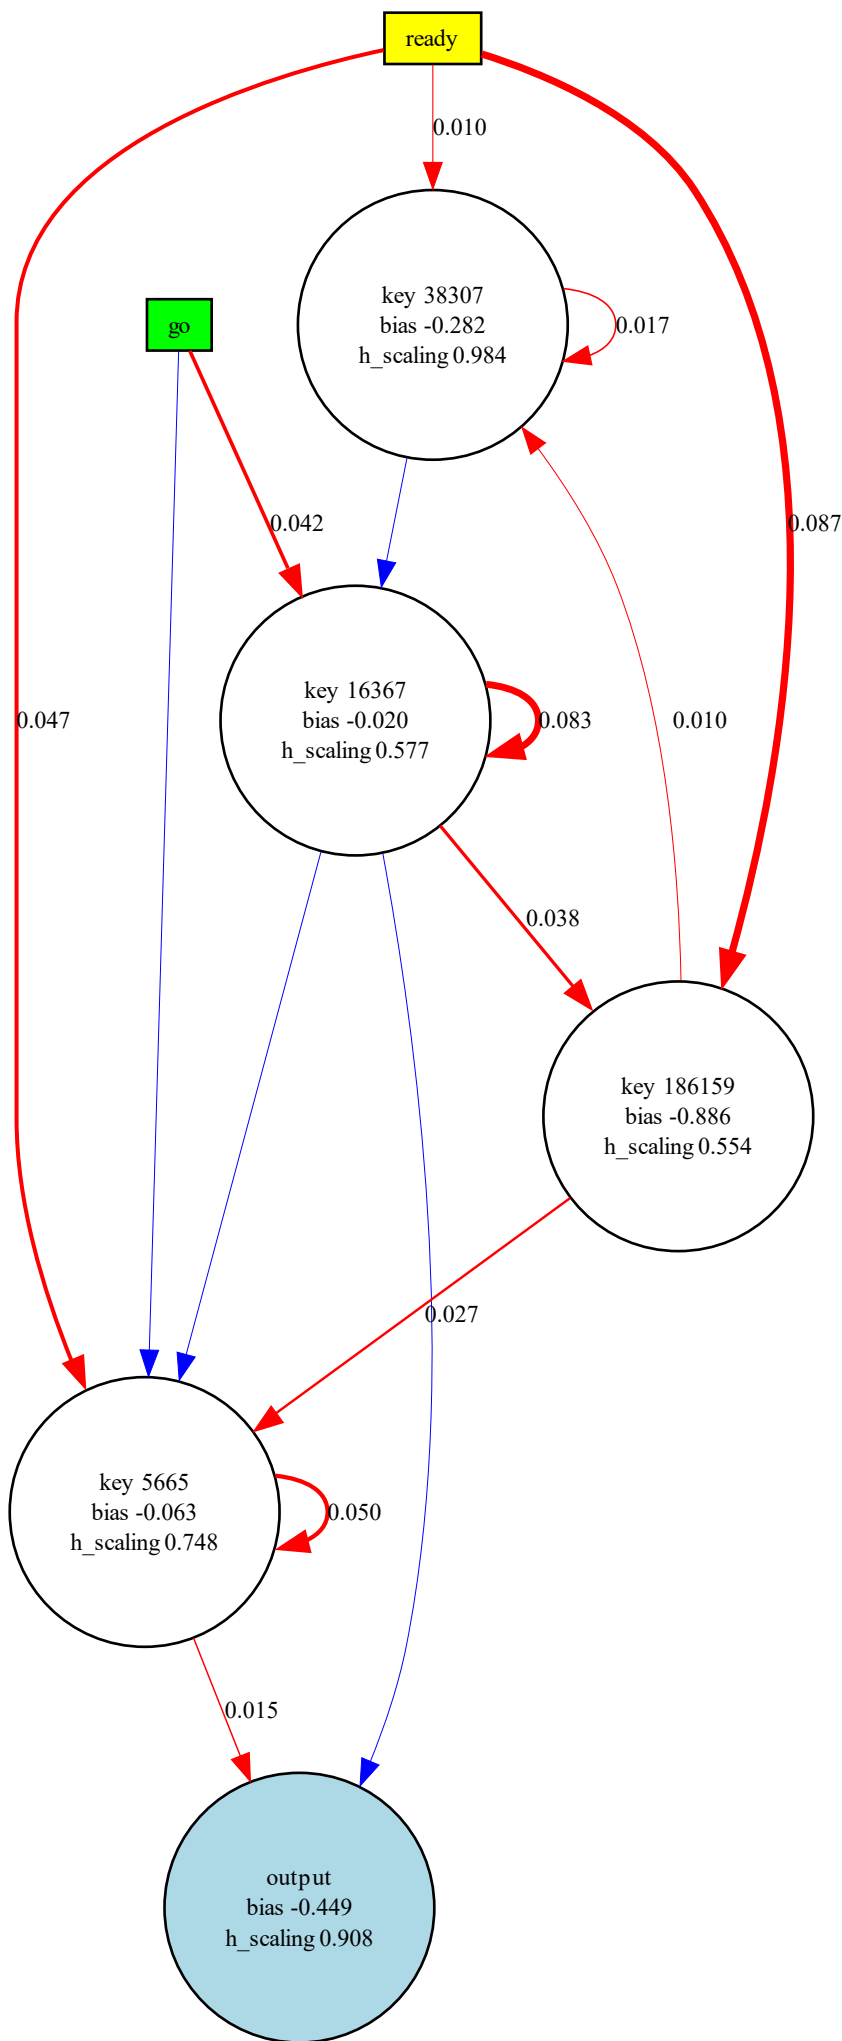 ready
0.010
key 38307
bias -0.282
h_scaling 0.984
0.017
go
0.042
0.087
key 16367
bias -0.020
h_scaling 0.577
0.083
0.047
0.010
0.038
key 186159
bias -0.886
h_scaling 0.554
0.027
key 5665
bias -0.063
h_scaling 0.748
0.050
0.015
output
bias -0.449
h_scaling 0.908